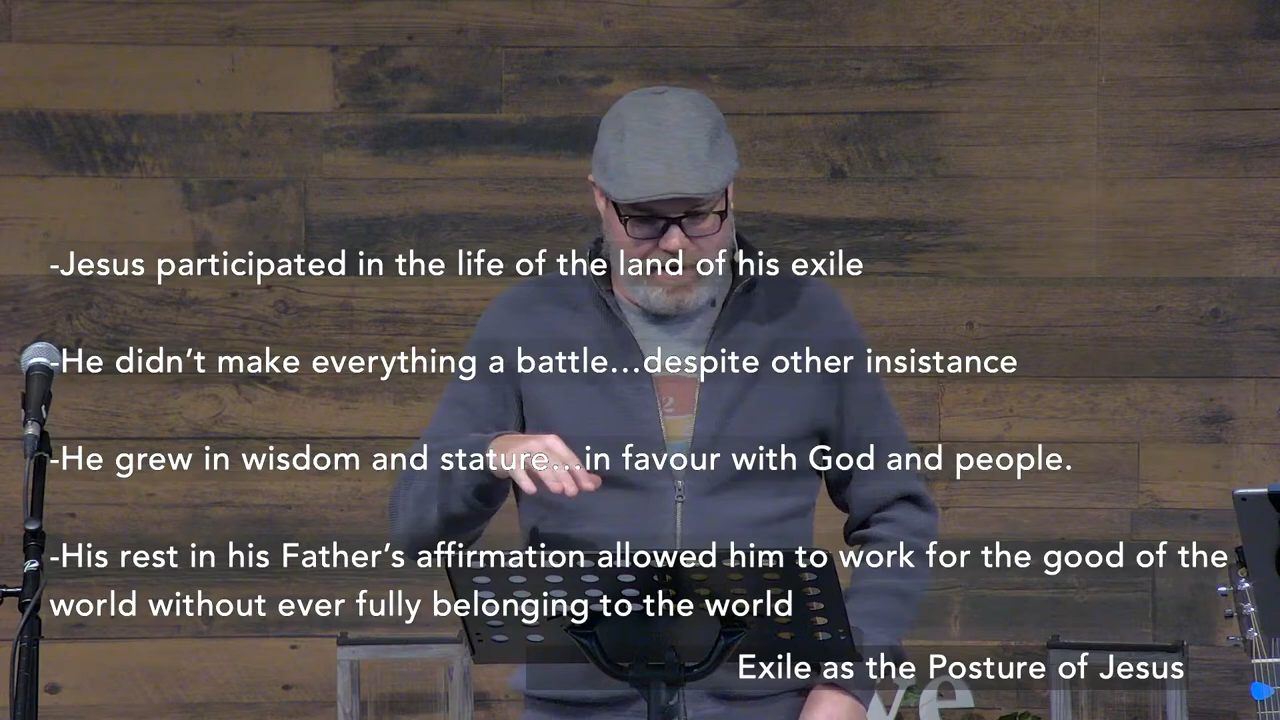 -Jesus participated in the life of the land of his exile
-He didn’t make everything a battle…despite other insistance
-He grew in wisdom and stature…in favour with God and people.
-His rest in his Father’s affirmation allowed him to work for the good of the
world without ever fully belonging to the world
Exile as the Posture of Jesus